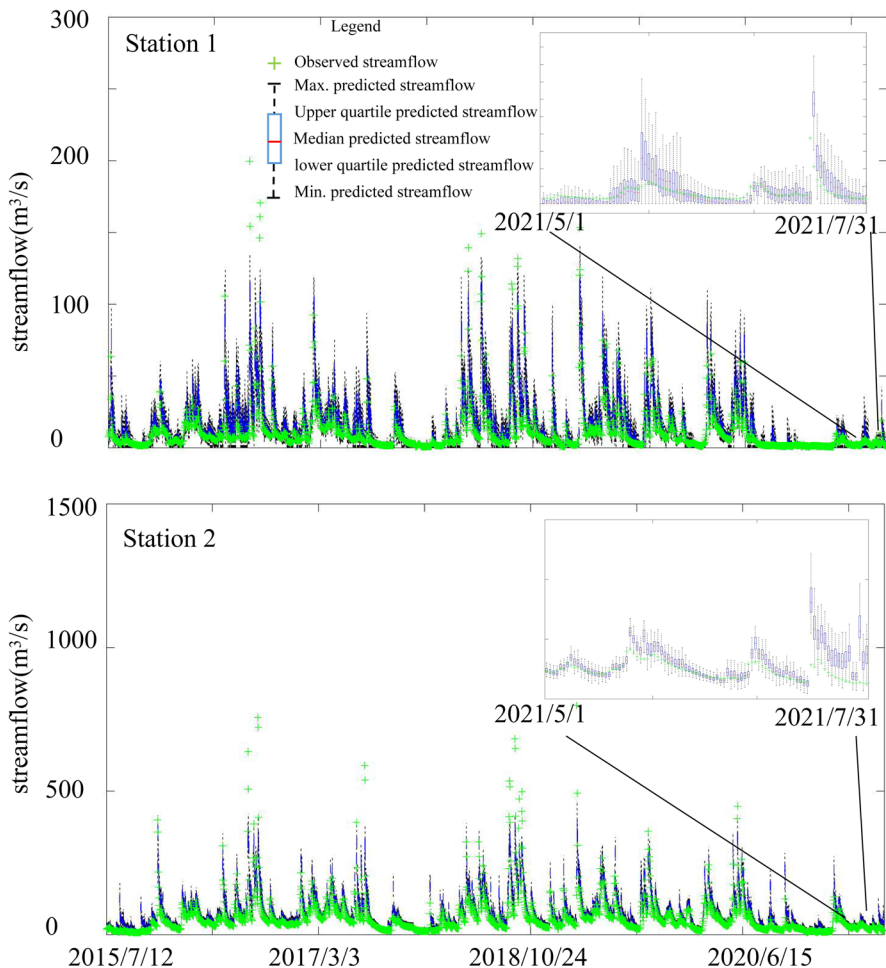 300
Station 1
Legend
Observed streamflow
Max. predicted streamflow
Upper quartile predicted streamflow
Median predicted streamflow
lower quartile predicted streamflow
Min. predicted streamflow
200
100
0
streamflow(m³/s)
2021/5/1
2021/7/31
1500
Station 2
1000
500
0
streamflow(m³/s)
2021/5/1
2021/7/31
2015/7/12
2017/3/3
2018/10/24
2020/6/15